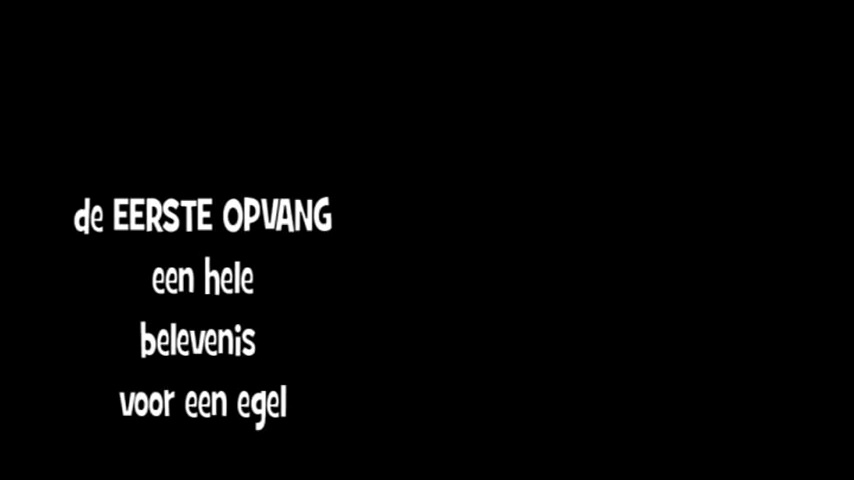 de EERSTE OPVANG
een hele
belevenis
voor een egel